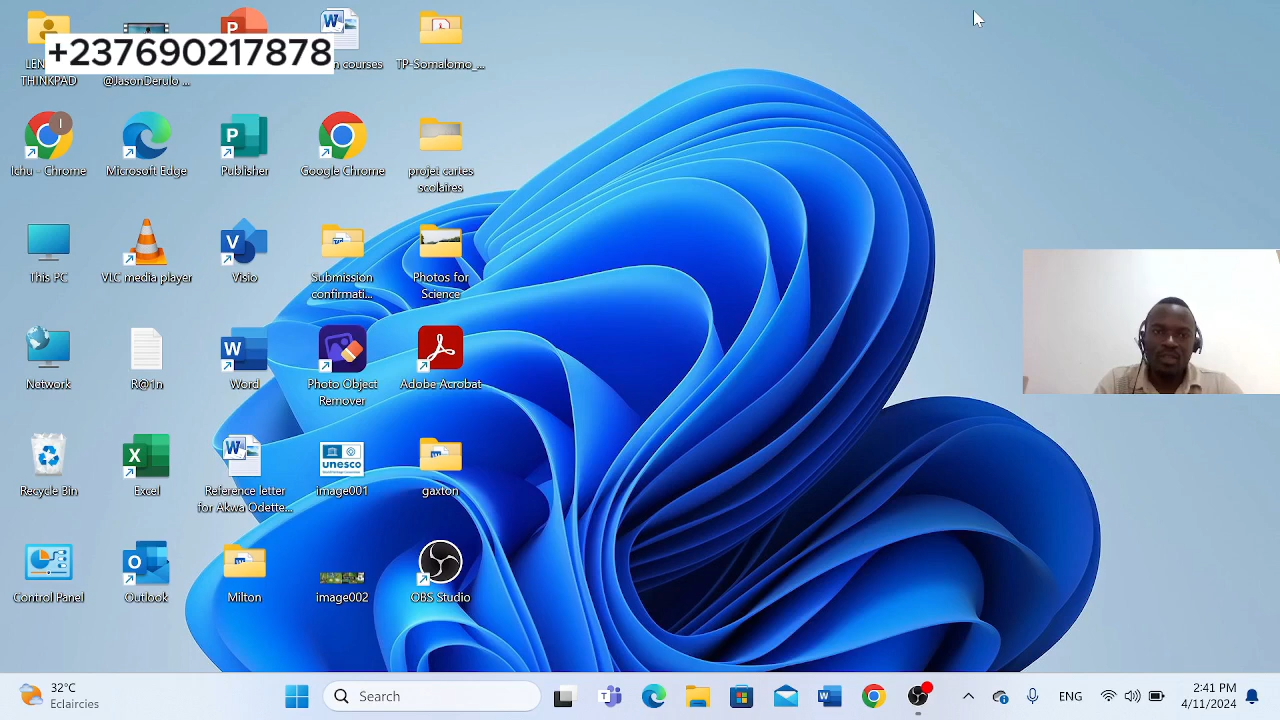 +237690217878
THINKPAD
@JasonDerulo ...
courses
TP-Somalomo_...
Ichu - Chrome
Microsoft Edge
Publisher
Google Chrome
projet cartes
scolaires
This PC
VLC media player
Visio
Submission
confirmati...
Photos for
Science
Network
R@1n
Word
Photo Object
Remover
Adobe Acrobat
Excel
Reference letter
for Akwa Odette...
unesco
image001
gaxton
Control Panel
Outlook
Milton
image002
OBS Studio
32°C
Eclaircies
Search
ENG
2:41 PM
4/11/2024